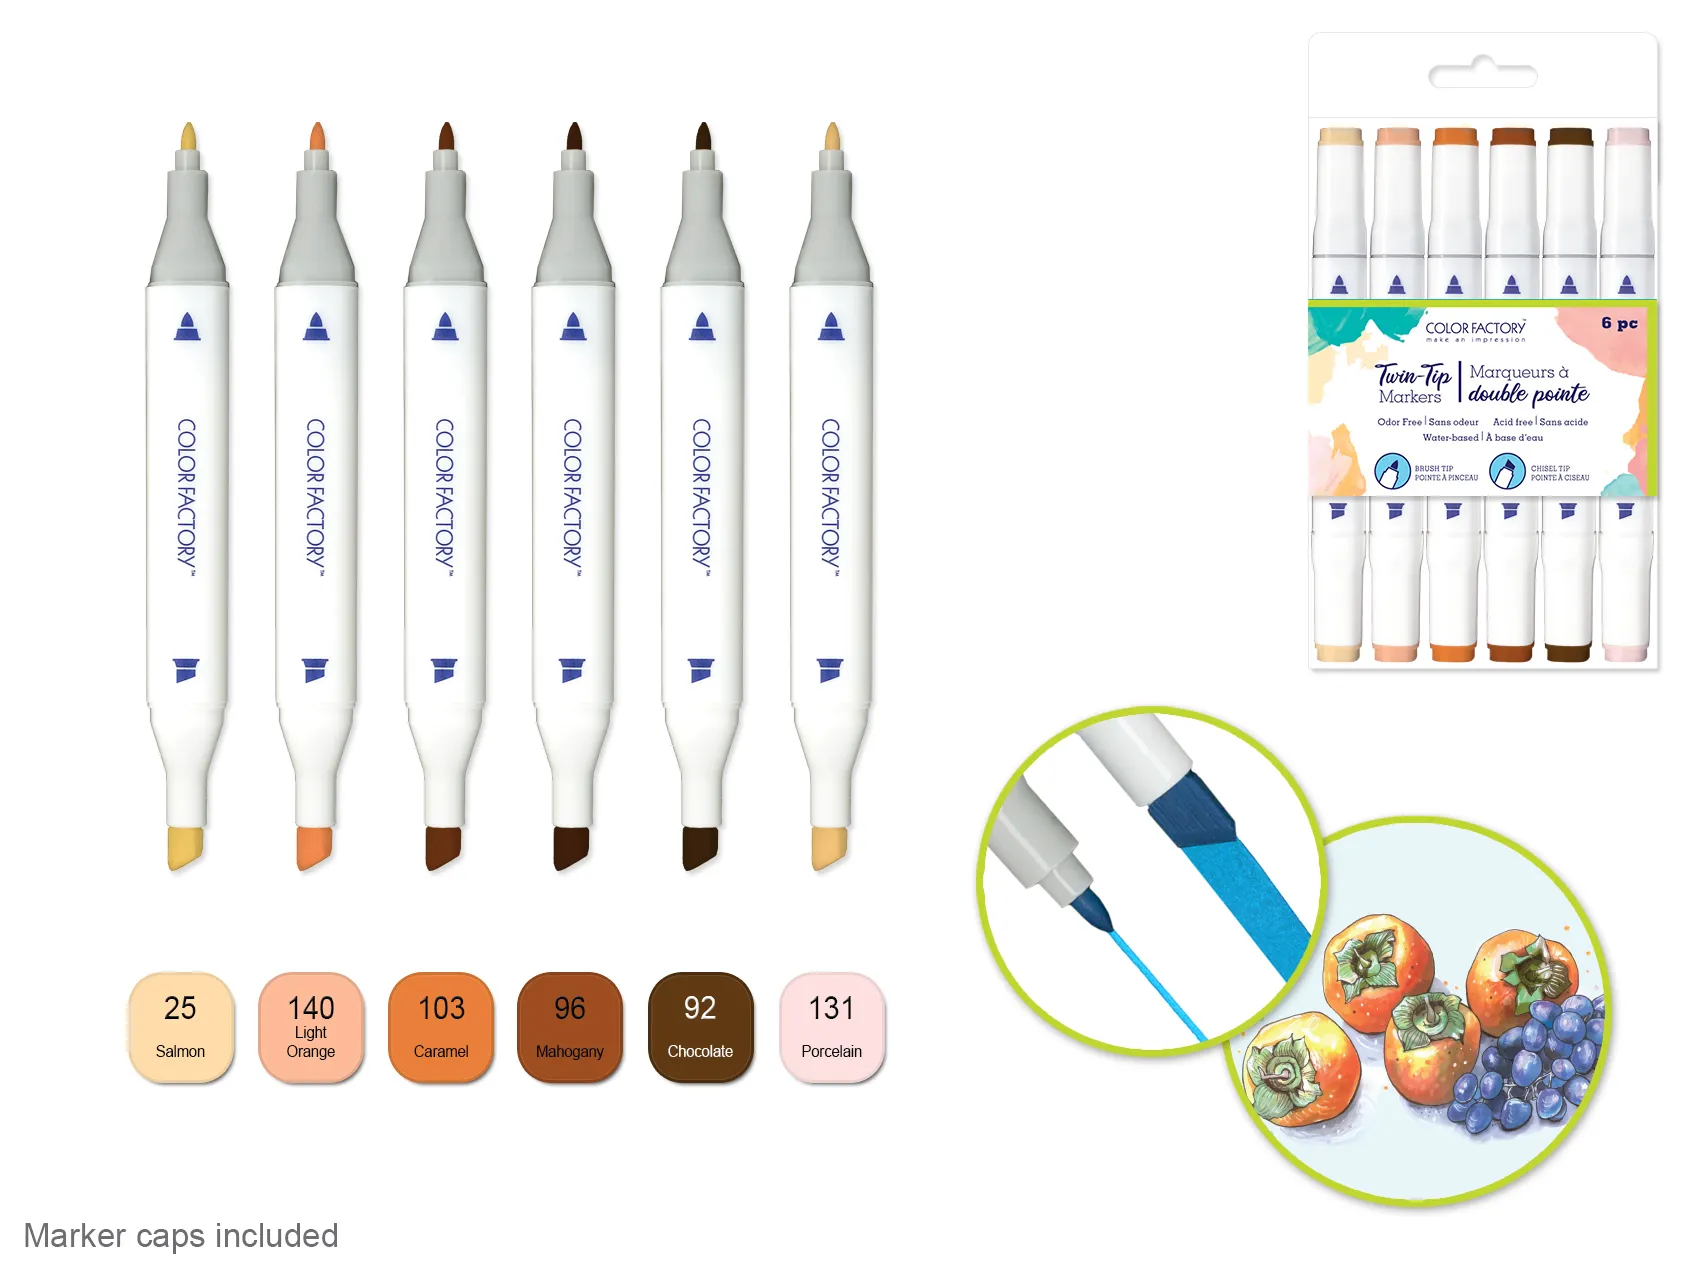 COLOR FACTORY™
COLOR FACTORY™
COLOR FACTORY™
COLOR FACTORY™
COLOR FACTORY™
COLOR FACTORY™
25
Salmon
140
Light
Orange
103
Caramel
96
Mahogany
92
Chocolate
131
Porcelain
Marker caps included
6 pc
COLOR FACTORY™
make an impression
Twin-Tip
Markers
Marqueurs à
double pointe
Odor Free | Sans odeur Acid free | Sans acide
Water-based | À base d'eau
BRUSH TIP
POINTE À PINCEAU
CHISEL TIP
POINTE À CISEAU